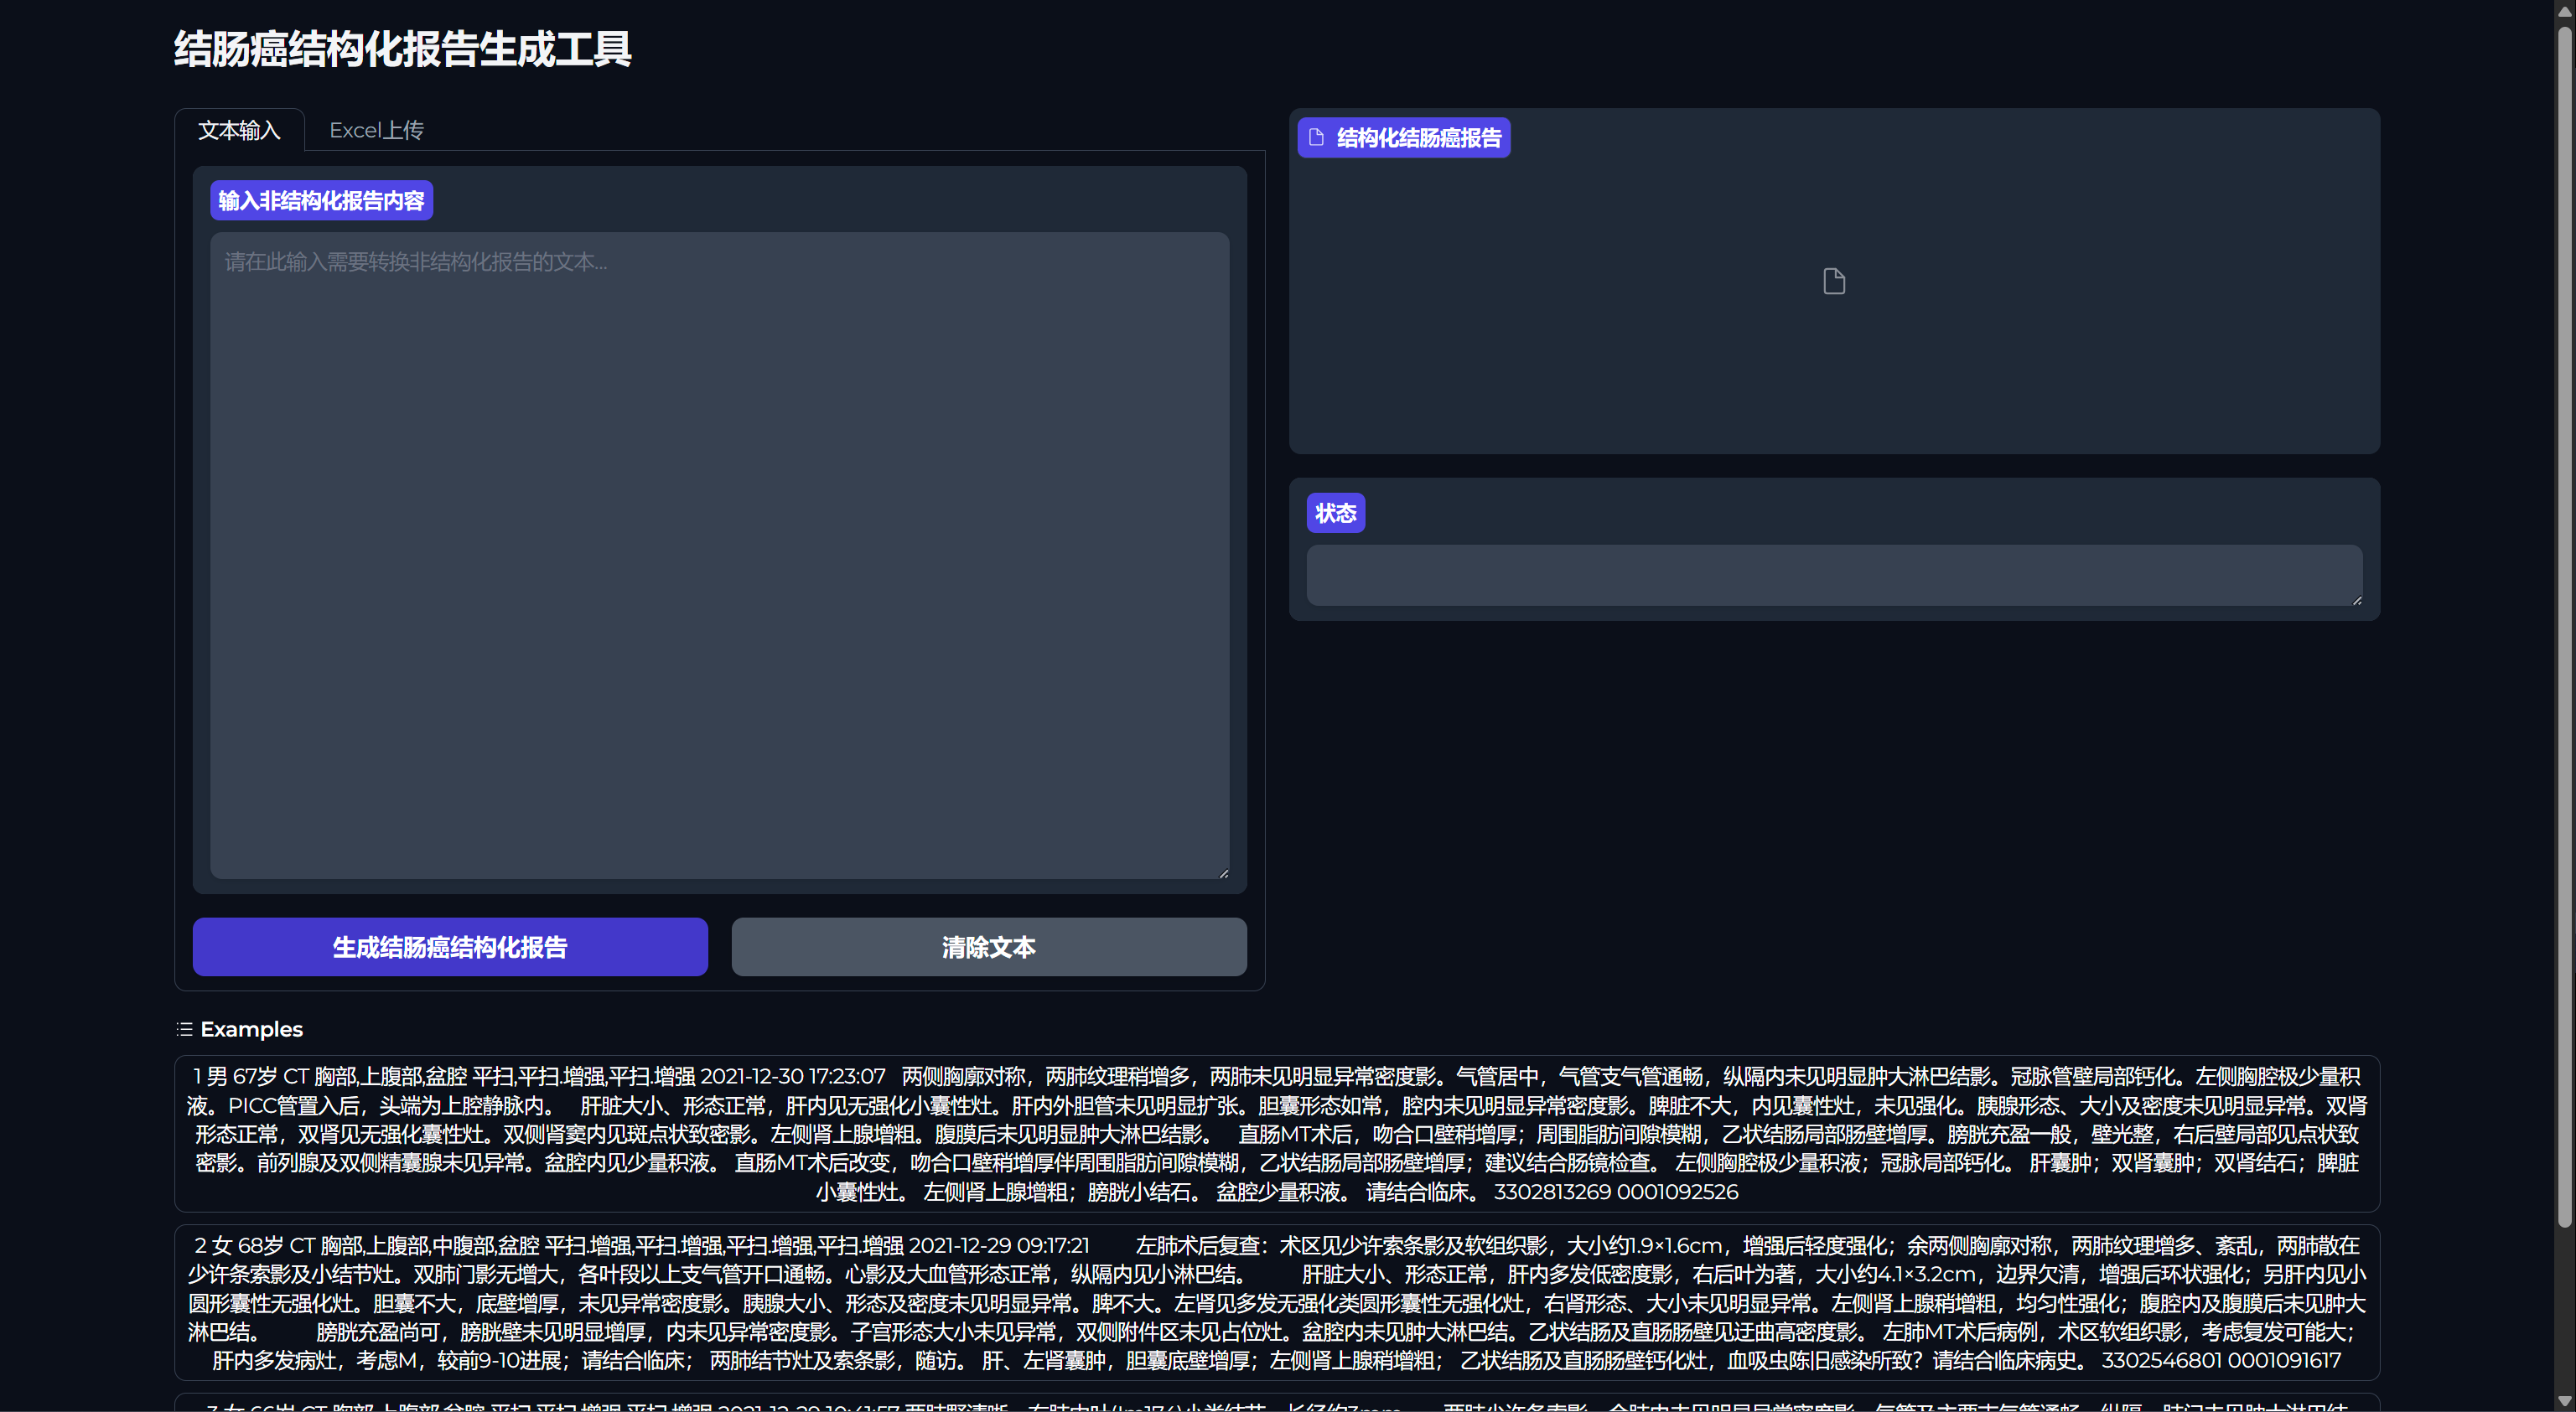 结肠癌结构化报告生成工具
文本输入
Excel上传
输入非结构化报告内容
请在此输入需要转换非结构化报告的文本...
生成结肠癌结构化报告
清除文本
结构化结肠癌报告
状态
Examples
1 男 67岁 CT 胸部,上腹部,盆腔 平扫,平扫.增强,平扫.增强 2021-12-30 17:23:07 两侧胸廓对称，两肺纹理稍增多，两肺未见明显异常密度影。气管居中，气管支气管通畅，纵隔内未见明显肿大淋巴结影。冠脉管壁局部钙化。左侧胸腔极少量积
液。PICC管置入后，头端为上腔静脉内。 肝脏大小、形态正常，肝内见无强化小囊性灶。肝内外胆管未见明显扩张。胆囊形态如常，腔内未见明显异常密度影。脾脏不大，内见囊性灶，未见强化。胰腺形态、大小及密度未见明显异常。双肾
形态正常，双肾见无强化囊性灶。双侧肾窦内见斑点状致密影。左侧肾上腺增粗。腹膜后未见明显肿大淋巴结影。 直肠MT术后，吻合口壁稍增厚；周围脂肪间隙模糊，乙状结肠局部肠壁增厚。膀胱充盈一般，壁光整，右后壁局部见点状致
密影。前列腺及双侧精囊腺未见异常。盆腔内见少量积液。 直肠MT术后改变，吻合口壁稍增厚伴周围脂肪间隙模糊，乙状结肠局部肠壁增厚；建议结合肠镜检查。 左侧胸腔极少量积液；冠脉局部钙化。 肝囊肿；双肾囊肿；双肾结石；脾脏
小囊性灶。 左侧肾上腺增粗；膀胱小结石。 盆腔少量积液。 请结合临床。 3302813269 0001092526
2 女 68岁 CT 胸部,上腹部,中腹部,盆腔 平扫.增强,平扫.增强,平扫.增强,平扫.增强 2021-12-29 09:17:21 左肺术后复查：术区见少许索条影及软组织影，大小约1.9×1.6cm，增强后轻度强化；余两侧胸廓对称，两肺纹理增多、紊乱，两肺散在
少许条索影及小结节灶。双肺门影无增大，各叶段以上支气管开口通畅。心影及大血管形态正常，纵隔内见小淋巴结。 肝脏大小、形态正常，肝内多发低密度影，右后叶为著，大小约4.1×3.2cm，边界欠清，增强后环状强化；另肝内见小
圆形囊性无强化灶。胆囊不大，底壁增厚，未见异常密度影。胰腺大小、形态及密度未见明显异常。脾不大。左肾见多发无强化类圆形囊性无强化灶，右肾形态、大小未见明显异常。左侧肾上腺稍增粗，均匀性强化；腹腔内及腹膜后未见肿大
淋巴结。 膀胱充盈尚可，膀胱壁未见明显增厚，内未见异常密度影。子宫形态大小未见异常，双侧附件区未见占位灶。盆腔内未见肿大淋巴结。乙状结肠及直肠肠壁见迂曲高密度影。 左肺MT术后病例，术区软组织影，考虑复发可能大；
肝内多发病灶，考虑M，较前9-10进展；请结合临床； 两肺结节灶及索条影，随访。 肝、左肾囊肿，胆囊底壁增厚；左侧肾上腺稍增粗； 乙状结肠及直肠肠壁钙化灶，血吸虫陈旧感染所致？请结合临床病史。 3302546801 0001091617